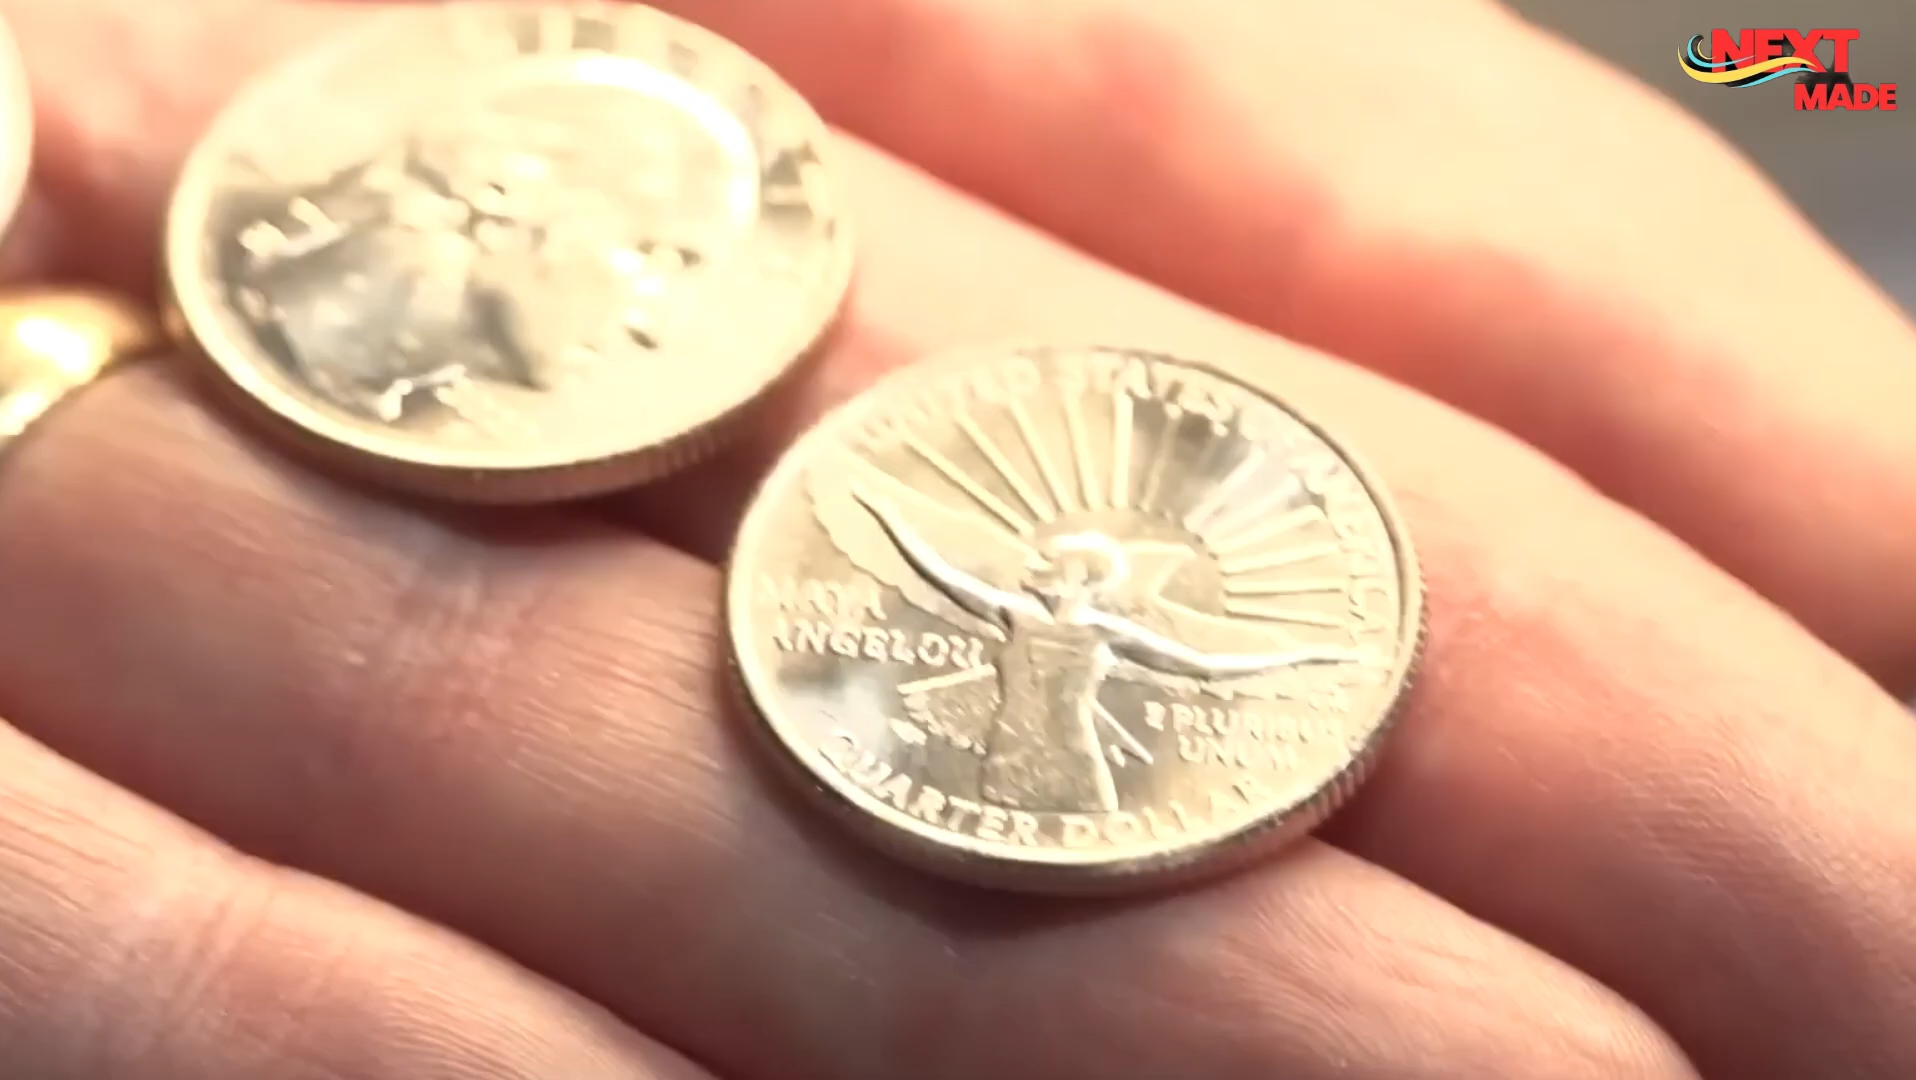 NEXT
MADE
UNITED STATES OF AMERICA
MAYA
ANGELOU
E PLURIBUS
UNUM
QUARTER DOLLAR